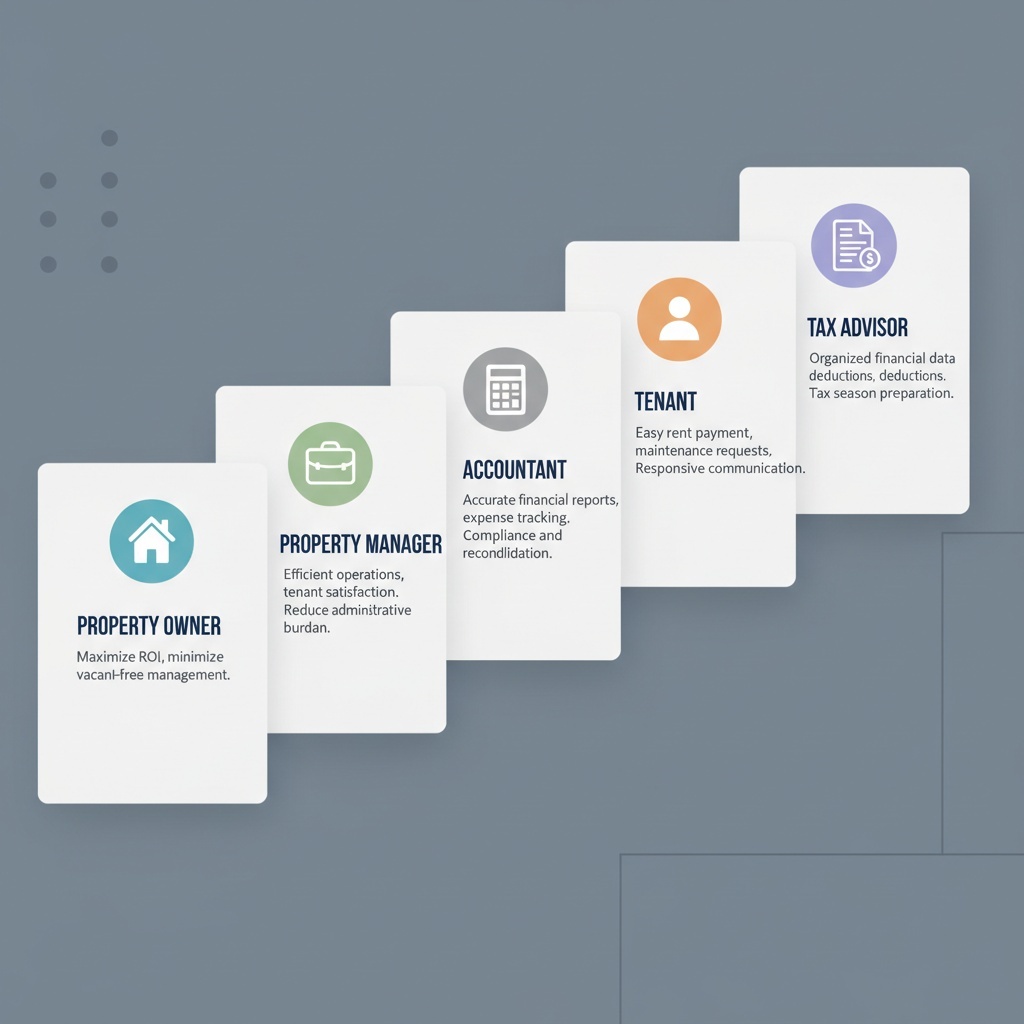 PROPERTY OWNER
Maximize ROI, minimize
vacant-free management.
PROPERTY MANAGER
Efficient operations,
tenant satisfaction.
Reduce administrative
burdan.
ACCOUNTANT
Accurate financial reports,
expense tracking.
Compliance and
recondlidation.
TENANT
Easy rent payment,
maintenance requests,
Responsive communication.
TAX ADVISOR
Organized financial data
deductions, deductions.
Tax season preparation.
$